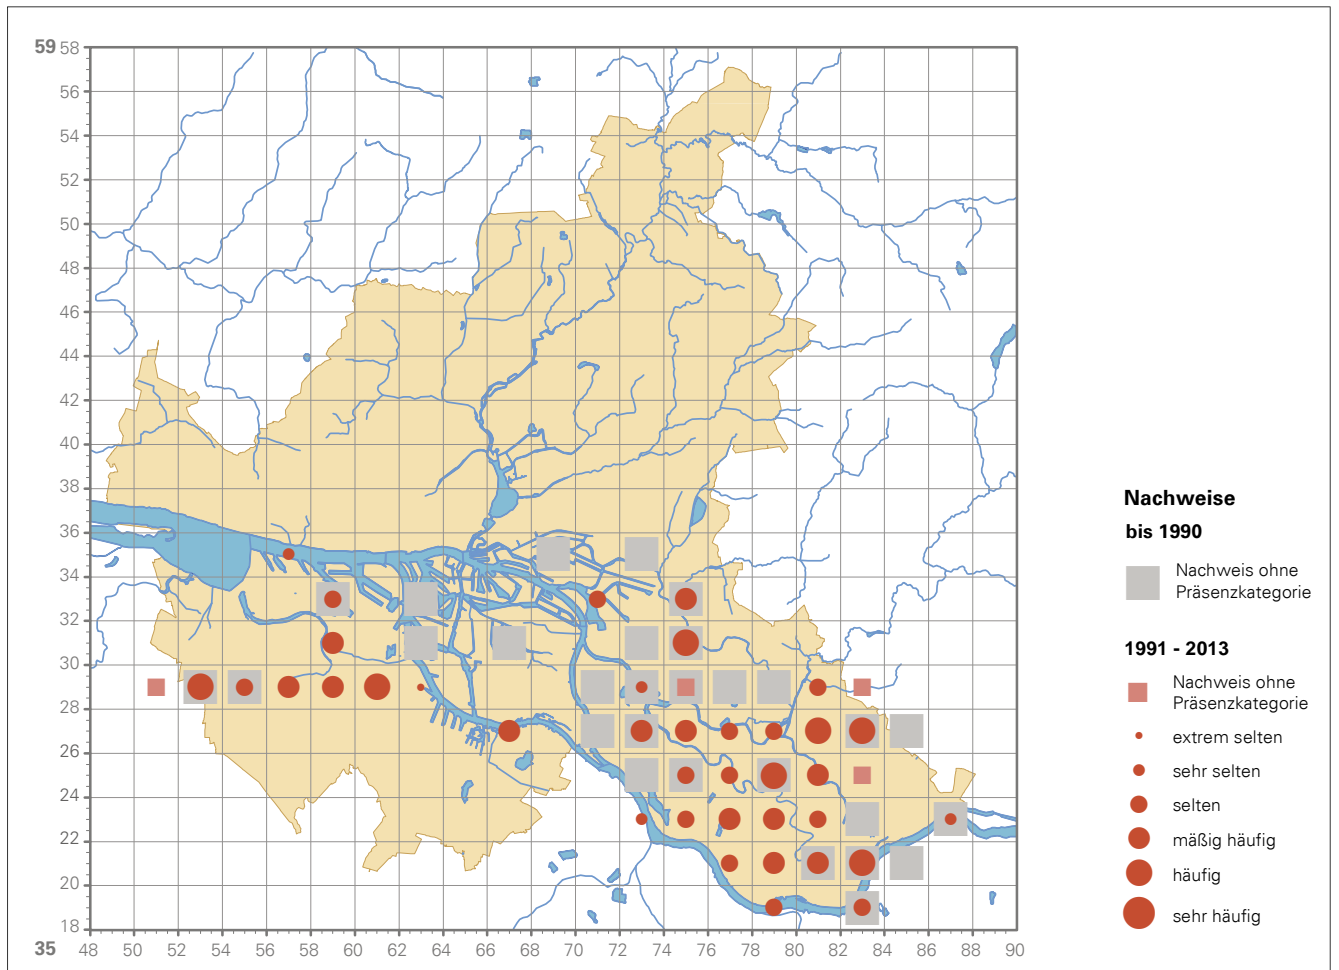 59 58
56
54
52
50
48
46
44
42
40
38
36
34
32
30
28
26
24
22
20
18
35
48 50 52 54 56 58 60 62 64 66 68 70 72 74 76 78 80 82 84 86 88 90
Nachweise
bis 1990
Nachweis ohne
Präsenzkategorie
1991 - 2013
Nachweis ohne
Präsenzkategorie
extrem selten
sehr selten
selten
mäßig häufig
häufig
sehr häufig